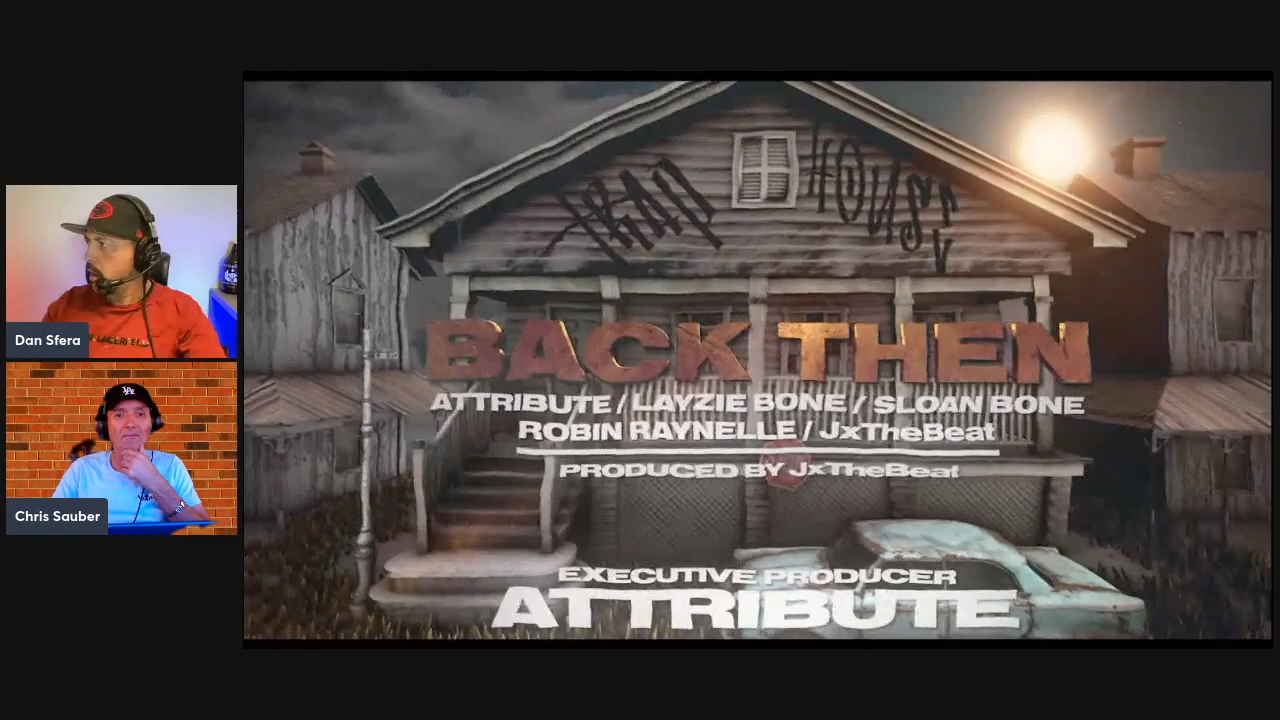 TRAP HOUSE
BACK THEN
ATTRIBUTE / LAYZIE BONE / SLOAN BONE
ROBIN RAYNELLE / JxTheBeat
PRODUCED BY JxTheBeat
EXECUTIVE PRODUCER
ATTRIBUTE
Dan Sfera
LA
Chris Sauber